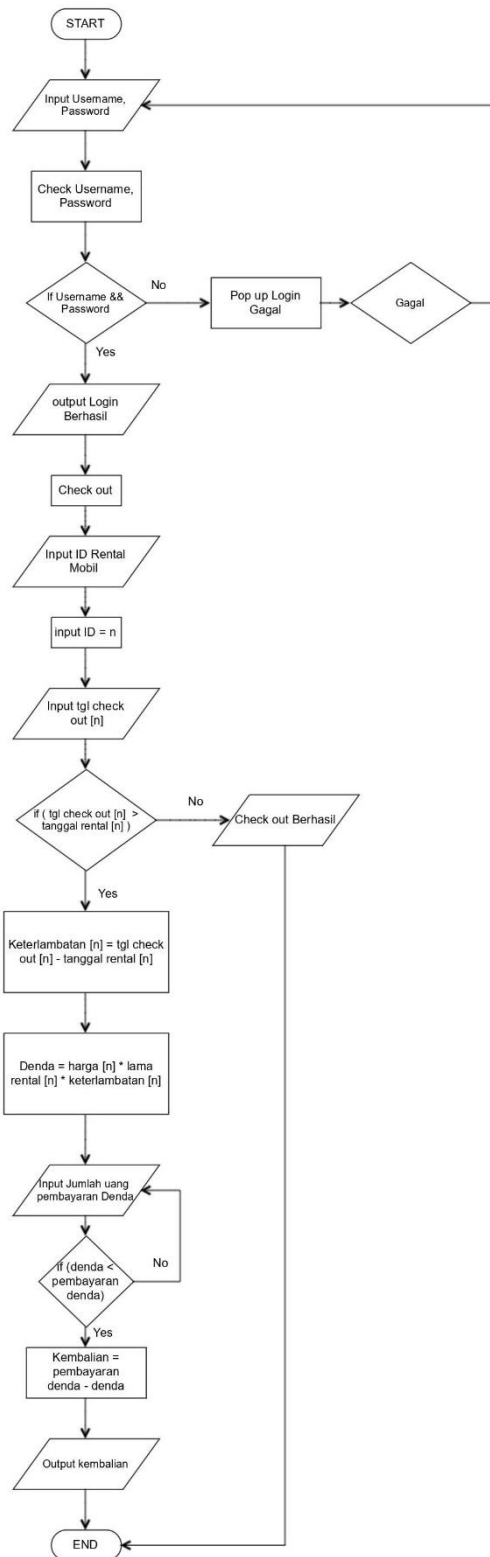 START
Input Username,
Password
Check Username,
Password
If Username &&
Password
No
Pop up Login
Gagal
Gagal
Yes
output Login
Berhasil
Check out
Input ID Rental
Mobil
input ID = n
Input tgl check
out [n]
if ( tgl check out [n] >
tanggal rental [n] )
No
Check out Berhasil
Yes
Keterlambatan [n] = tgl check
out [n] - tanggal rental [n]
Denda = harga [n] * lama
rental [n] * keterlambatan [n]
Input Jumlah uang
pembayaran Denda
If (denda <
pembayaran
denda)
No
Yes
Kembalian =
pembayaran
denda - denda
Output kembalian
END